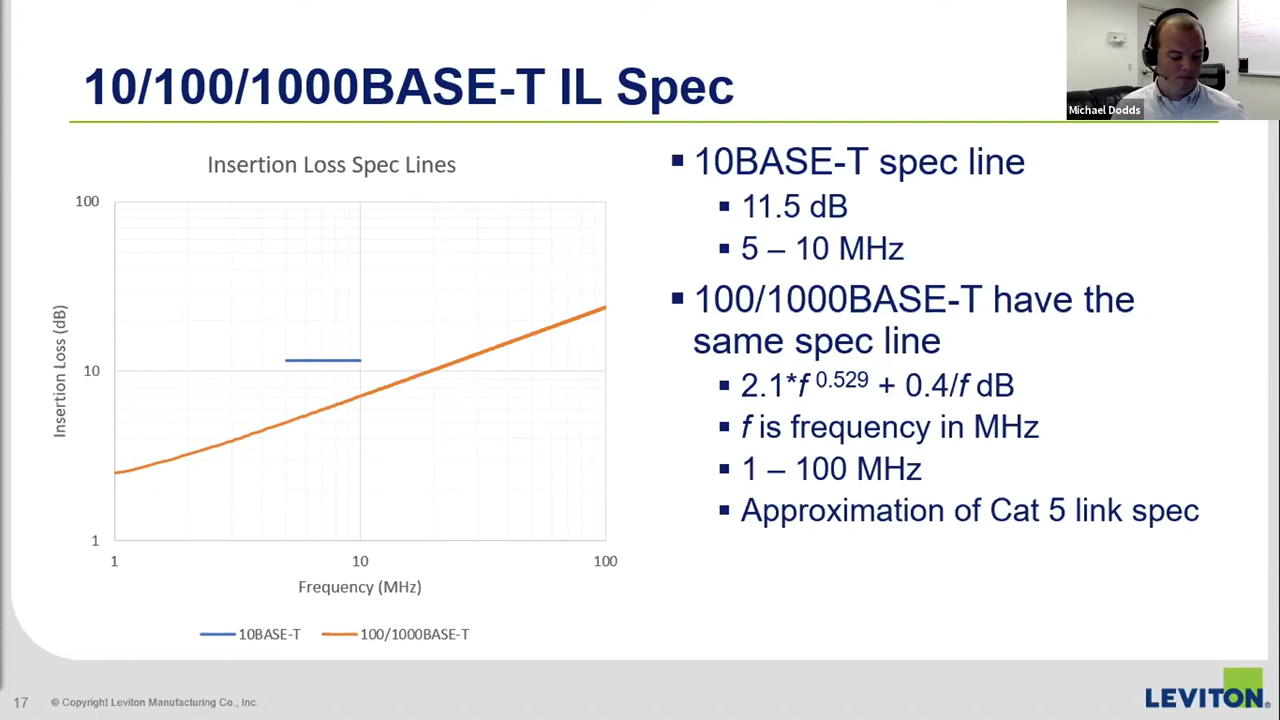 10/100/1000BASE-T IL Spec
Michael Dodds
Insertion Loss Spec Lines
100
10
1
Insertion Loss (dB)
1
10
100
Frequency (MHz)
10BASE-T
100/1000BASE-T
▪ 10BASE-T spec line
▪ 11.5 dB
▪ 5 – 10 MHz
▪ 100/1000BASE-T have the
same spec line
▪ 2.1*f 0.529 + 0.4/f dB
▪ f is frequency in MHz
▪ 1 – 100 MHz
▪ Approximation of Cat 5 link spec
17
© Copyright Leviton Manufacturing Co., Inc.
LEVITON®